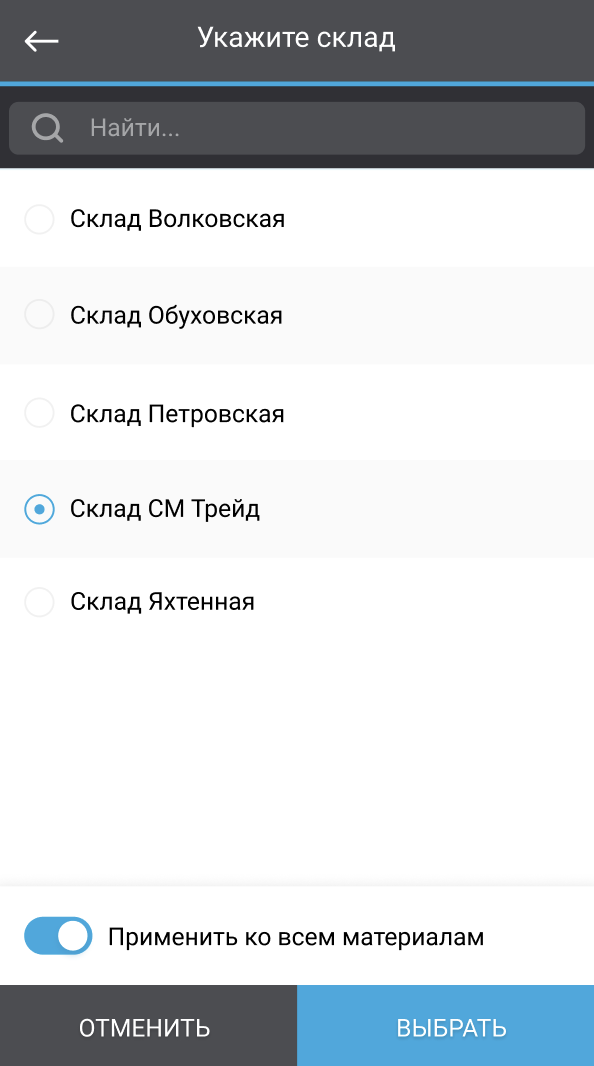 Укажите склад
Найти...
Склад Волковская
Склад Обуховская
Склад Петровская
Склад СМ Трейд
Склад Яхтенная
Применить ко всем материалам
ОТМЕНИТЬ
ВЫБРАТЬ